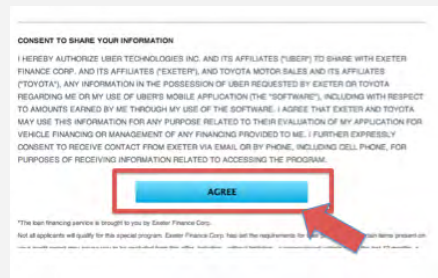 CONSENT TO SHARE YOUR INFORMATION
I HEREBY AUTHORIZE UBER TECHNOLOGIES INC. AND ITS AFFILIATES ("UBER") TO SHARE WITH EXETER
FINANCE CORP. AND ITS AFFILIATES ("EXETER"), AND TOYOTA MOTOR SALES AND ITS AFFILIATES
("TOYOTA"), ANY INFORMATION IN THE POSSESSION OF UBER REQUESTED BY EXETER OR TOYOTA
REGARDING ME OR MY USE OF UBER'S MOBILE APPLICATION (THE "SOFTWARE"), INCLUDING WITH RESPECT
TO AMOUNTS EARNED BY ME THROUGH MY USE OF THE SOFTWARE. I AGREE THAT EXETER AND TOYOTA
MAY USE THIS INFORMATION FOR ANY PURPOSE RELATED TO THEIR EVALUATION OF MY APPLICATION FOR
VEHICLE FINANCING OR MANAGEMENT OF ANY FINANCING PROVIDED TO ME. I FURTHER EXPRESSLY
CONSENT TO RECEIVE CONTACT FROM EXETER VIA EMAIL OR BY PHONE, INCLUDING CELL PHONE, FOR
PURPOSES OF RECEIVING INFORMATION RELATED TO ACCESSING THE PROGRAM.
AGREE
*The loan financing service is brought to you by Exeter Finance Corp.
Not all applicants will qualify for this special program. Exeter Finance Corp. has set the requirements for items present on